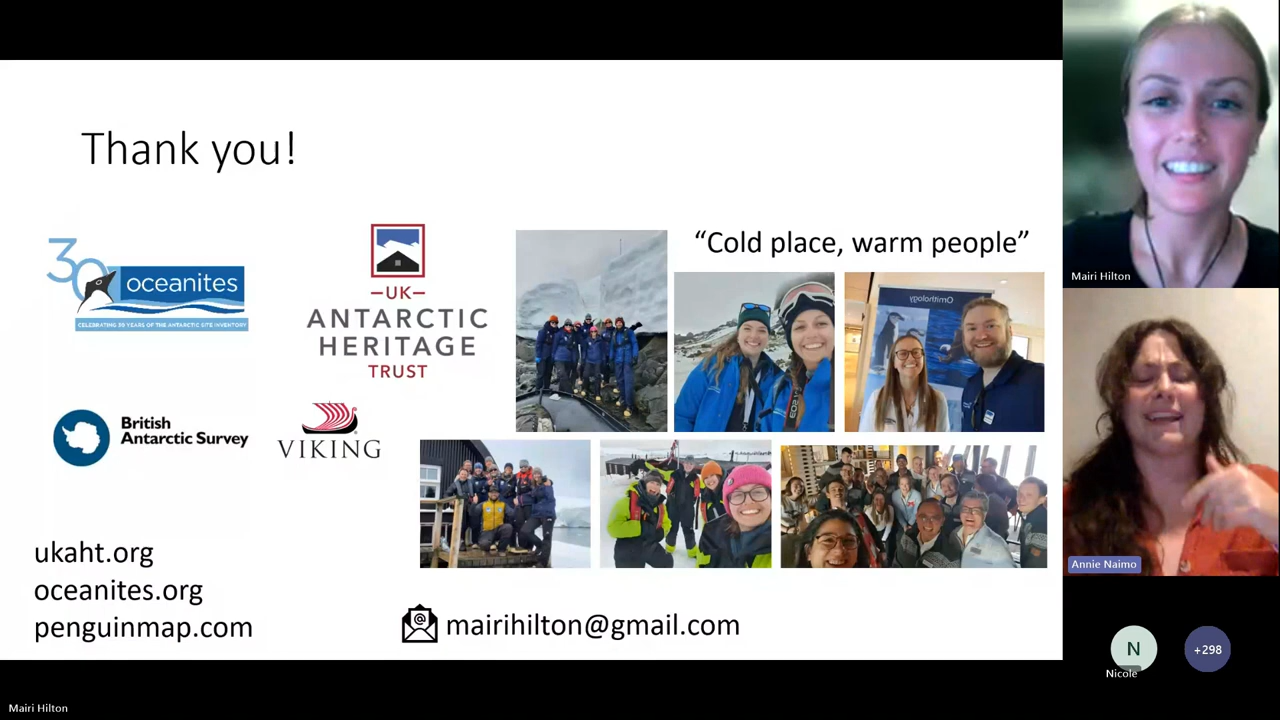 Thank you!
30
oceanites
CELEBRATING 30 YEARS OF THE ANTARCTIC SITE INVENTORY
UK
ANTARCTIC
HERITAGE
TRUST
British
Antarctic Survey
VIKING
"Cold place, warm people"
Ornithology
EOS
ukaht.org
oceanites.org
penguinmap.com
@
mairihilton@gmail.com
Mairi Hilton
Annie Naimo
N
Nicole
+298
Mairi Hilton